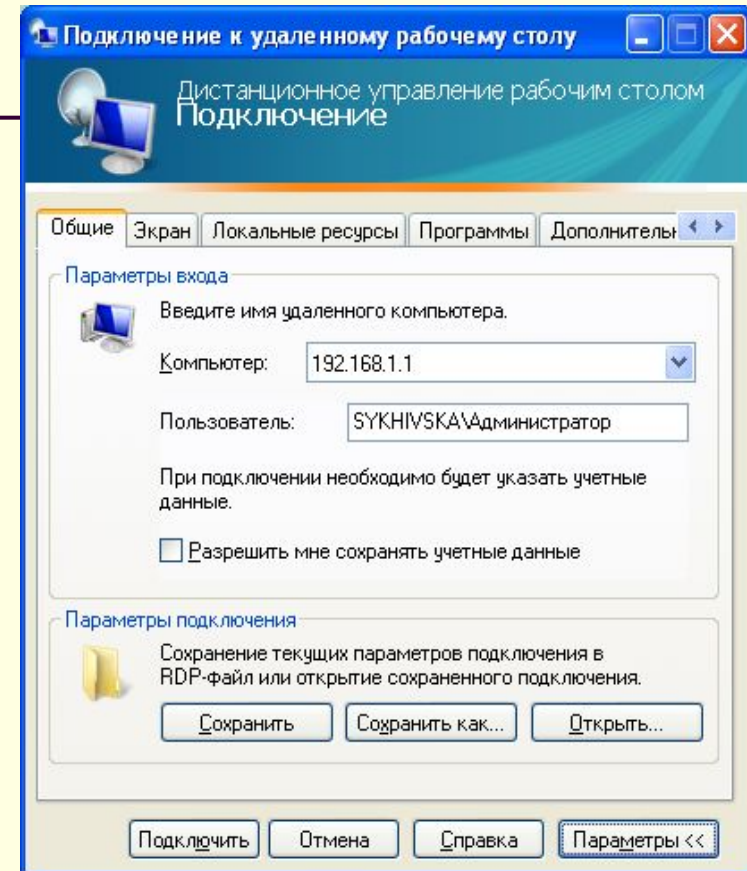 Подключение к удаленному рабочему столу
Дистанционное управление рабочим столом
Подключение
Общие Экран Локальные ресурсы Программы Дополнительн
Параметры входа
Введите имя удаленного компьютера.
Компьютер: 192.168.1.1
Пользователь: SYKHIVSKA\Администратор
При подключении необходимо будет указать учетные
данные.
Разрешить мне сохранять учетные данные
Параметры подключения
Сохранение текущих параметров подключения в
RDP-файл или открытие сохраненного подключения.
Сохранить Сохранить как... Открыть...
Подключить Отмена Справка Параметры <<